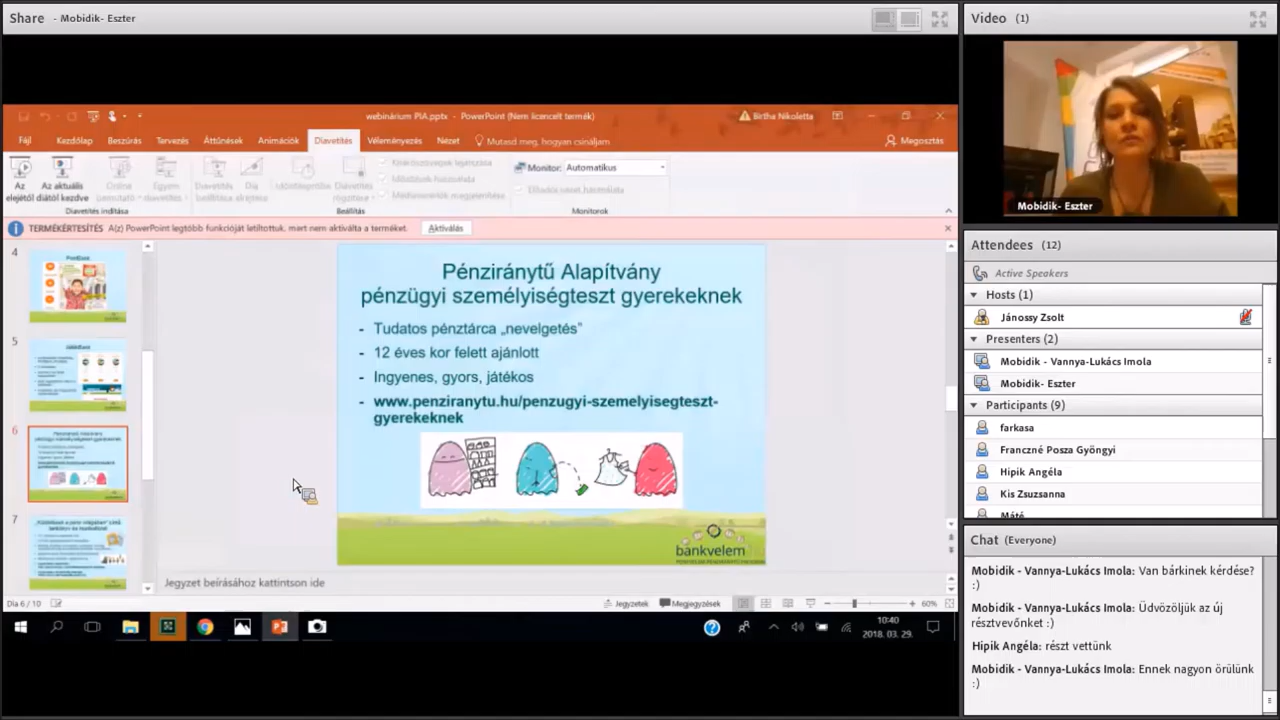 Share - Mobidik- Eszter
webinárium PIA.pptx - PowerPoint (Nem licencelt termék)
Birtha Nikoletta
Fájl Kezdőlap Beszúrás Tervezés Áttűnések Animációk Diavetítés Véleményezés Nézet Mutasd meg, hogyan csináljam Megosztás
Az elejétől
Az aktuális diától kezdve
Monitor: Automatikus
Diavetítés indítása
Beállítás
Monitorok
TERMÉKÉRTESÍTÉS A(z) PowerPoint legtöbb funkcióját letiltottuk, mert nem aktiválta a terméket. Aktiválás
4
5
6
7
Pénziránytű Alapítvány
pénzügyi személyiségteszt gyerekeknek
- Tudatos pénztárca „nevelgetés”
- 12 éves kor felett ajánlott
- Ingyenes, gyors, játékos
- www.penziranytu.hu/penzugyi-szemelyisegteszt-
gyerekeknek
bankvelem
Jegyzet beírásához kattintson ide
Dia 6 / 10
Jegyzetek Megjegyzések
60%
10:40
2018. 03. 29.
Video (1)
Mobidik- Eszter
Attendees (12)
Active Speakers
Hosts (1)
Jánossy Zsolt
Presenters (2)
Mobidik - Vannya-Lukács Imola
Mobidik- Eszter
Participants (9)
farkasa
Franczné Posza Gyöngyi
Hipik Angéla
Kis Zsuzsanna
Máté
Chat (Everyone)
Mobidik - Vannya-Lukács Imola: Van bárkinek kérdése?
:)
Mobidik - Vannya-Lukács Imola: Üdvözöljük az új
résztvevőnket :)
Hipik Angéla: részt vettünk
Mobidik - Vannya-Lukács Imola: Ennek nagyon örülünk
:)